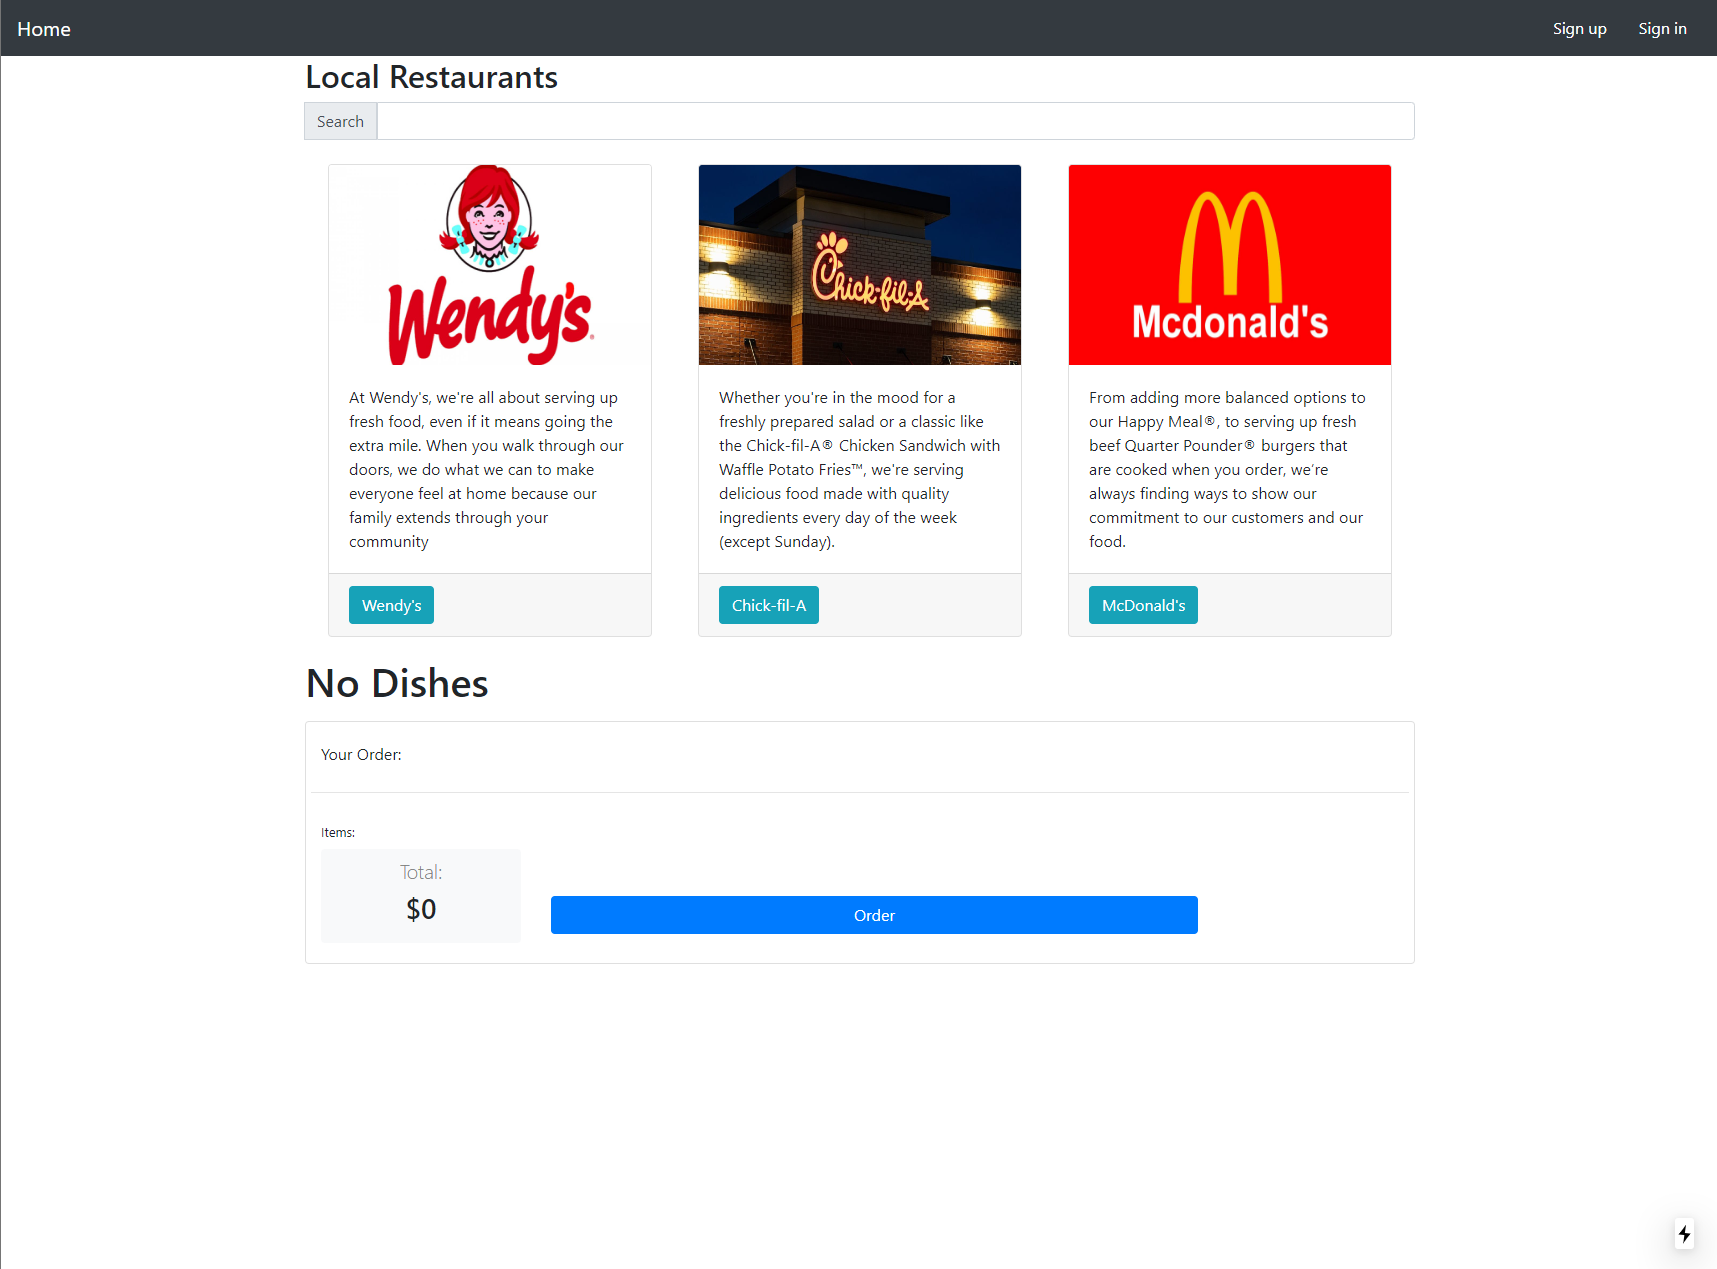 Home
Sign up
Sign in
Local Restaurants
Search
Wendy's
Chick-fil-A
Mcdonald's
At Wendy's, we're all about serving up
fresh food, even if it means going the
extra mile. When you walk through our
doors, we do what we can to make
everyone feel at home because our
family extends through your
community
Whether you're in the mood for a
freshly prepared salad or a classic like
the Chick-fil-A® Chicken Sandwich with
Waffle Potato Fries™, we're serving
delicious food made with quality
ingredients every day of the week
(except Sunday).
From adding more balanced options to
our Happy Meal®, to serving up fresh
beef Quarter Pounder® burgers that
are cooked when you order, we’re
always finding ways to show our
commitment to our customers and our
food.
Wendy's
Chick-fil-A
McDonald's
No Dishes
Your Order:
Items:
Total:
$0
Order